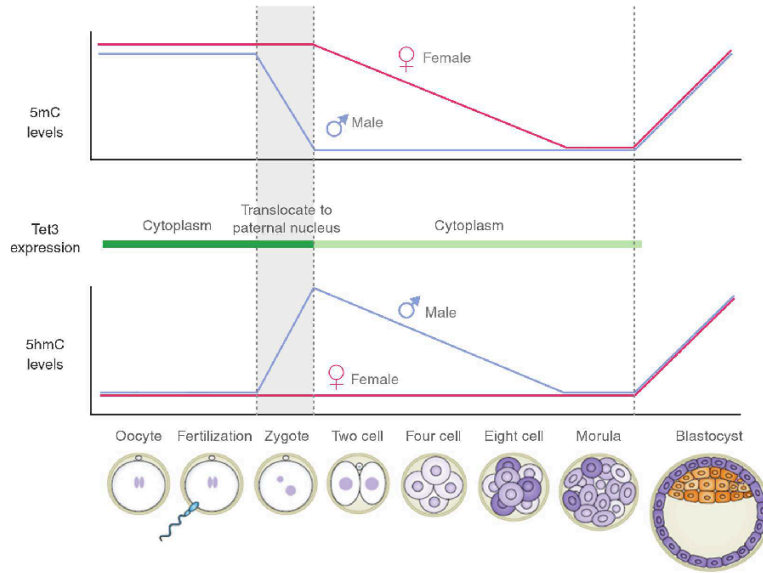 ♀ Female
5mC
levels
♂ Male
Tet3
expression
Cytoplasm
Translocate to
paternal nucleus
Cytoplasm
♂ Male
5hmC
levels
♀ Female
Oocyte Fertilization Zygote Two cell Four cell Eight cell Morula Blastocyst